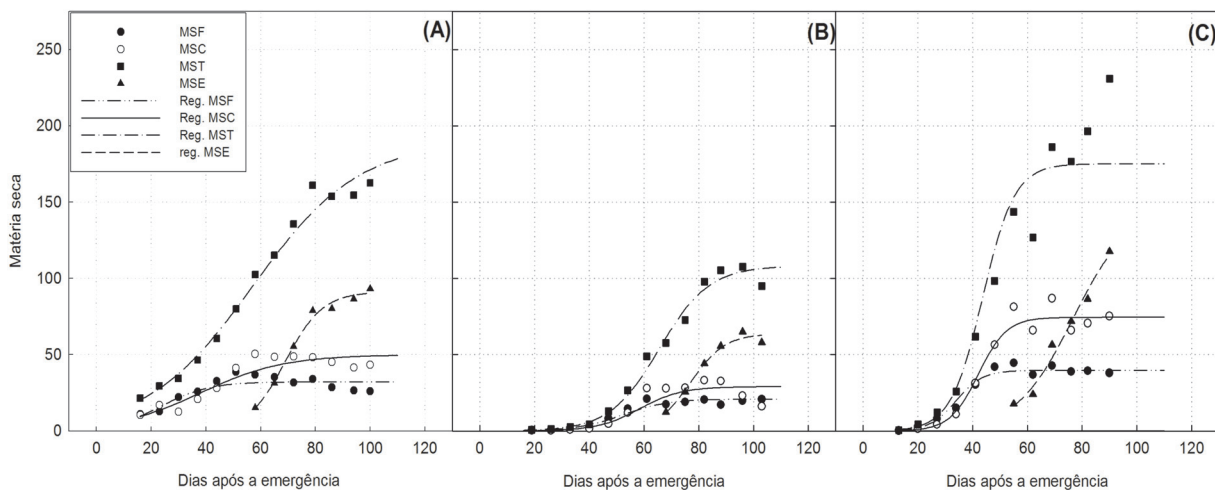 MSF
MSC
MST
MSE
Reg. MSF
Reg. MSC
Reg. MST
reg. MSE
(A)
(B)
(C)
Matéria seca
250
200
150
100
50
0
0 20 40 60 80 100
0 20 40 60 80 100
0 20 40 60 80 100 120
Dias após a emergência
Dias após a emergência
Dias após a emergência